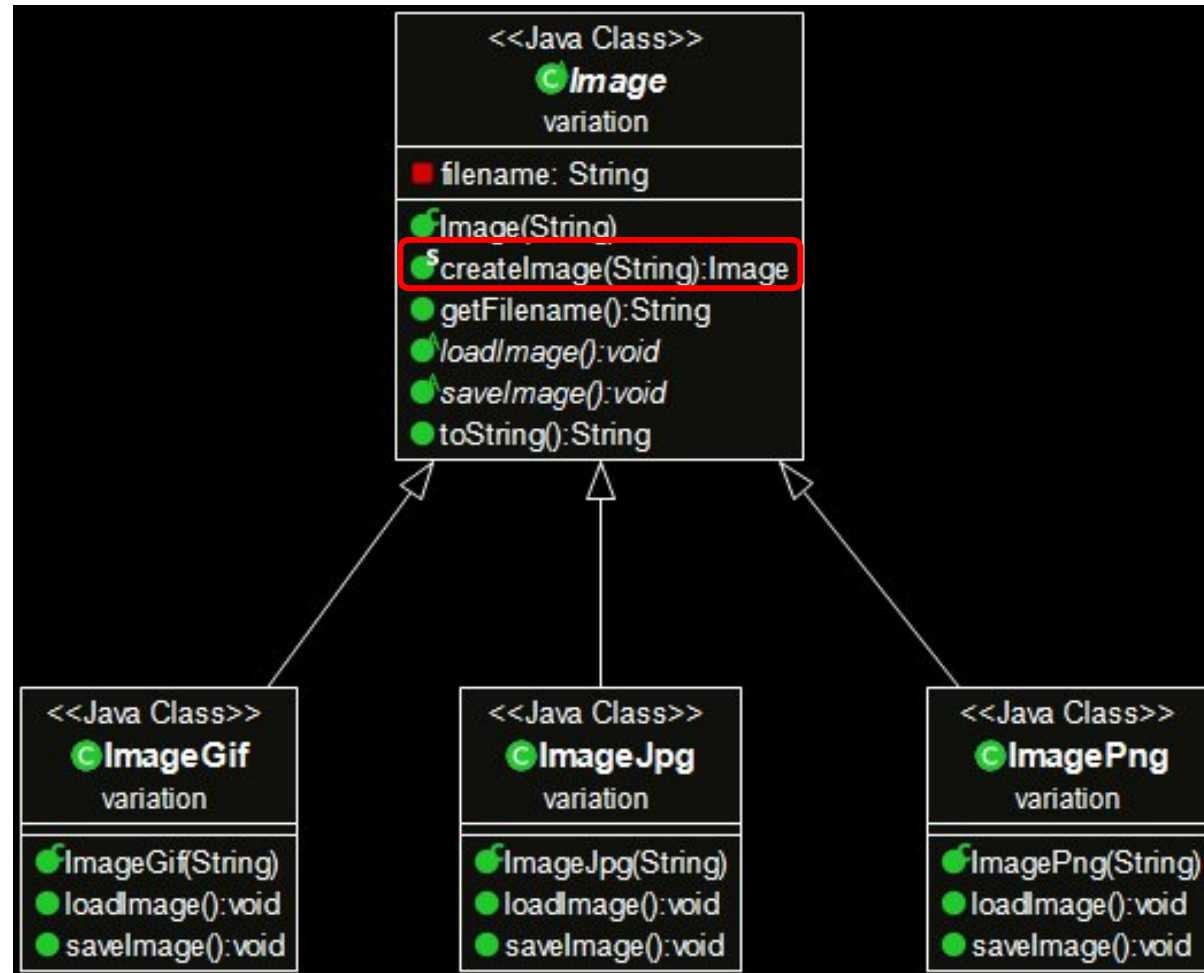 <<Java Class>>
Image
variation
filename: String
Image(String)
createImage(String):Image
getFilename():String
loadImage():void
saveImage():void
toString():String
<<Java Class>>
ImageGif
variation
ImageGif(String)
loadImage():void
saveImage():void
<<Java Class>>
ImageJpg
variation
ImageJpg(String)
loadImage():void
saveImage():void
<<Java Class>>
ImagePng
variation
ImagePng(String)
loadImage():void
saveImage():void